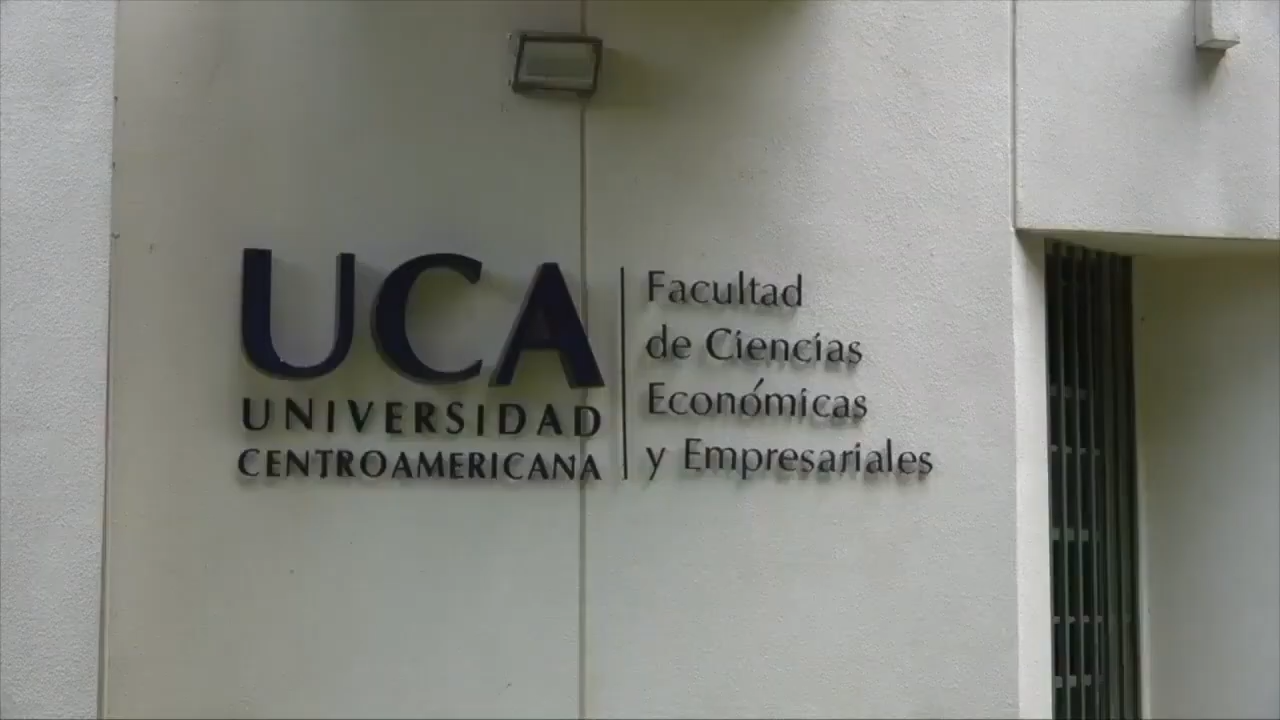 UCA
UNIVERSIDAD
CENTROAMERICANA
Facultad
de Ciencias
Económicas
y Empresariales